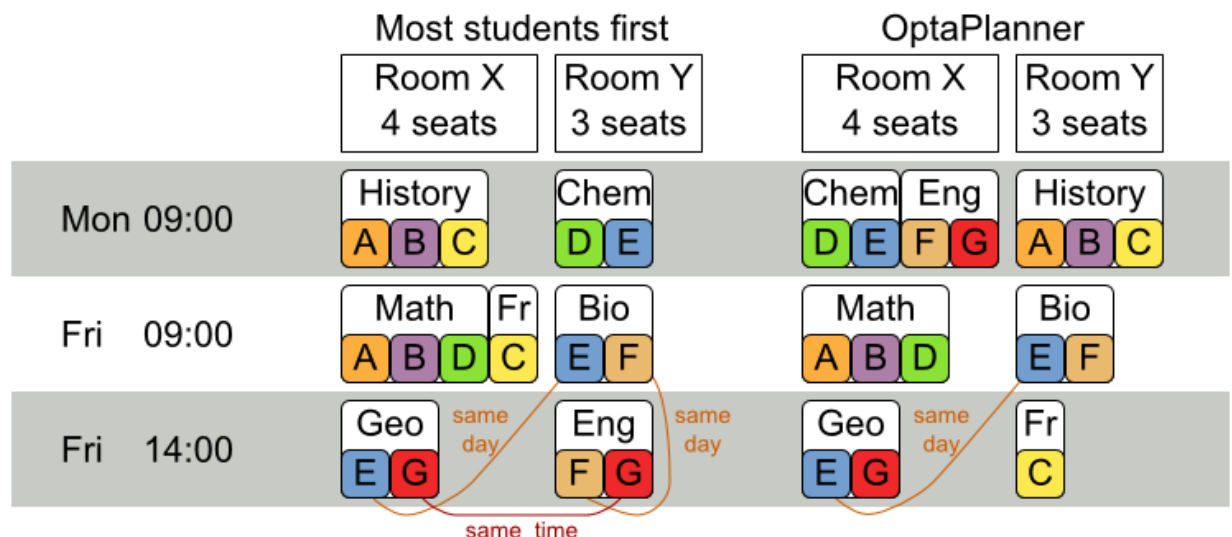 Most students first OptaPlanner
Room X Room Y Room X Room Y
4 seats 3 seats 4 seats 3 seats
History Chem Chem Eng History
Mon 09:00
A B C D E D E F G A B C
Math Fr Bio Math Bio
Fri 09:00
A B D C E F A B D E F
Geo same day Eng same day Geo same day Fr
Fri 14:00
E G F G E G C
same time